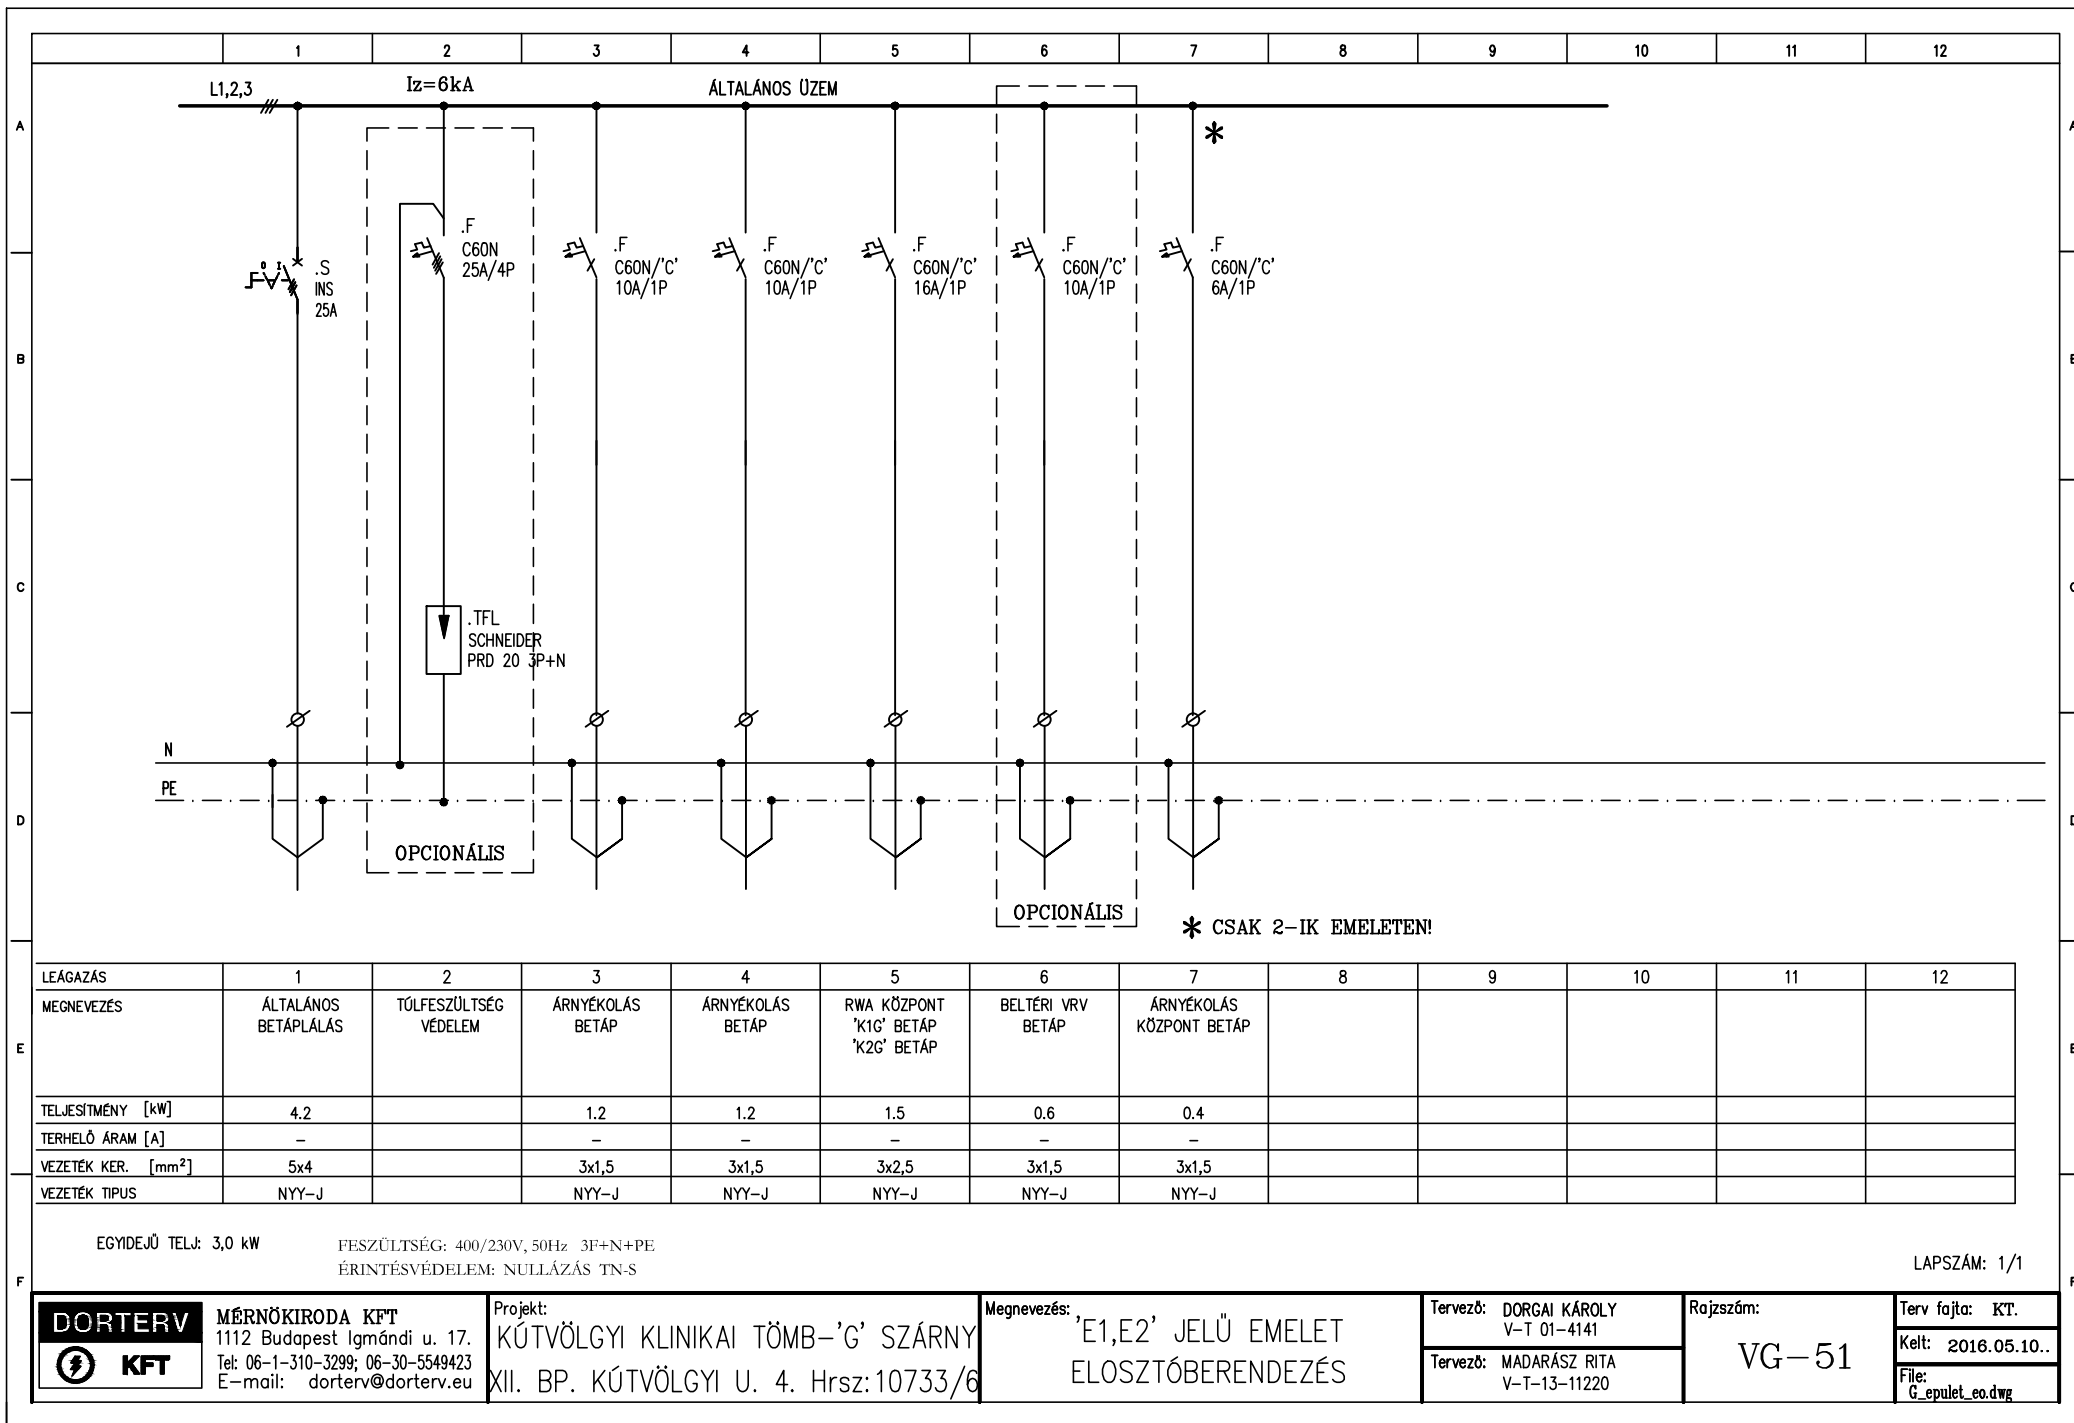 1 2 3 4 5 6 7 8 9 10 11 12
L1,2,3
Iz=6kA
ÁLTALÁNOS ÜZEM
A
A
*
.S
INS
25A
0 I
.F
C60N
25A/4P
.F
C60N/'C'
10A/1P
.F
C60N/'C'
10A/1P
.F
C60N/'C'
16A/1P
.F
C60N/'C'
10A/1P
.F
C60N/'C'
6A/1P
B
C
.TFL
SCHNEIDER
PRD 20 3P+N
N
PE
D
OPCIONÁLIS
OPCIONÁLIS
* CSAK 2-IK EMELETEN!
LEÁGAZÁS 1 2 3 4 5 6 7 8 9 10 11 12
MEGNEVEZÉS
ÁLTALÁNOS
BETÁPLÁLÁS
TÚLFESZÜLTSÉG
VÉDELEM
ÁRNYÉKOLÁS
BETÁP
ÁRNYÉKOLÁS
BETÁP
RWA KÖZPONT
'K1G' BETÁP
'K2G' BETÁP
BELTÉRI VRV
BETÁP
ÁRNYÉKOLÁS
KÖZPONT BETÁP
E
TELJESÍTMÉNY [kW] 4.2 1.2 1.2 1.5 0.6 0.4
TERHELŐ ÁRAM [A] – – – – – –
VEZETÉK KER. [mm²] 5x4 3x1,5 3x1,5 3x2,5 3x1,5 3x1,5
VEZETÉK TIPUS NYY-J NYY-J NYY-J NYY-J NYY-J NYY-J
EGYIDEJŰ TELJ: 3,0 kW
FESZÜLTSÉG: 400/230V, 50Hz 3F+N+PE
ÉRINTÉSVÉDELEM: NULLÁZÁS TN-S
LAPSZÁM: 1/1
F
DORTERV
KFT
MÉRNÖKIRODA KFT
1112 Budapest Igmándi u. 17.
Tel: 06-1-310-3299; 06-30-5549423
E-mail: dorterv@dorterv.eu
Projekt:
KÚTVÖLGYI KLINIKAI TÖMB-'G' SZÁRNY
XII. BP. KÚTVÖLGYI U. 4. Hrsz:10733/6
Megnevezés:
'E1,E2' JELŰ EMELET
ELOSZTÓBERENDEZÉS
Tervező: DORGAI KÁROLY
V-T 01-4141
Tervező: MADARÁSZ RITA
V-T-13-11220
Rajzszám:
VG-51
Terv fajta: KT.
Kelt: 2016.05.10..
File:
G_epulet_eo.dwg